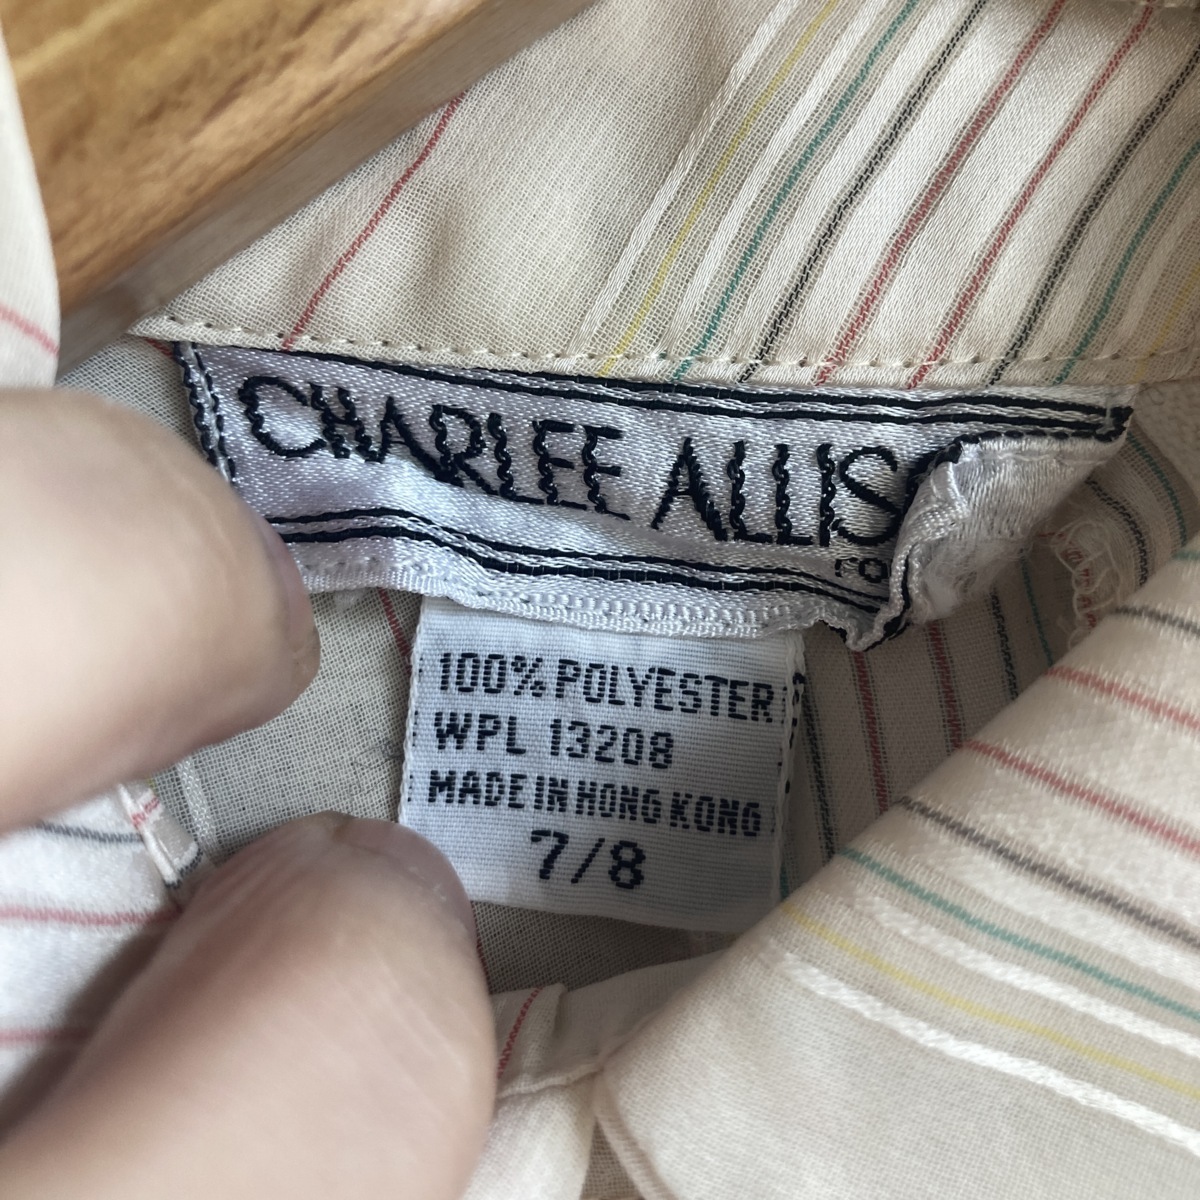 CHARLEE ALLIS
100% POLYESTER
WPL 13208
MADE IN HONG KONG
7/8